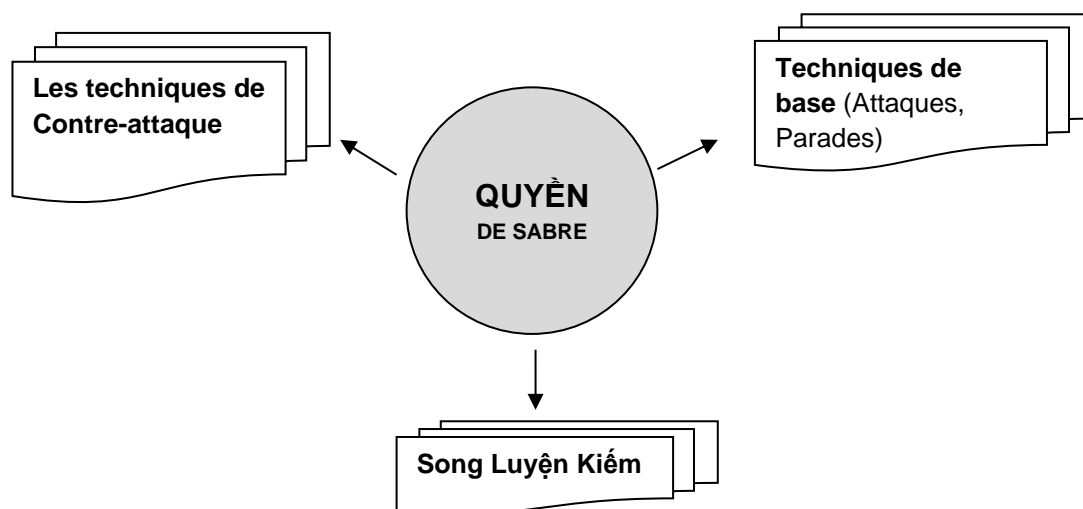 Les techniques de
Contre-attaque
Techniques de
base (Attaques,
Parades)
QUYỀN
DE SABRE
Song Luyện Kiếm